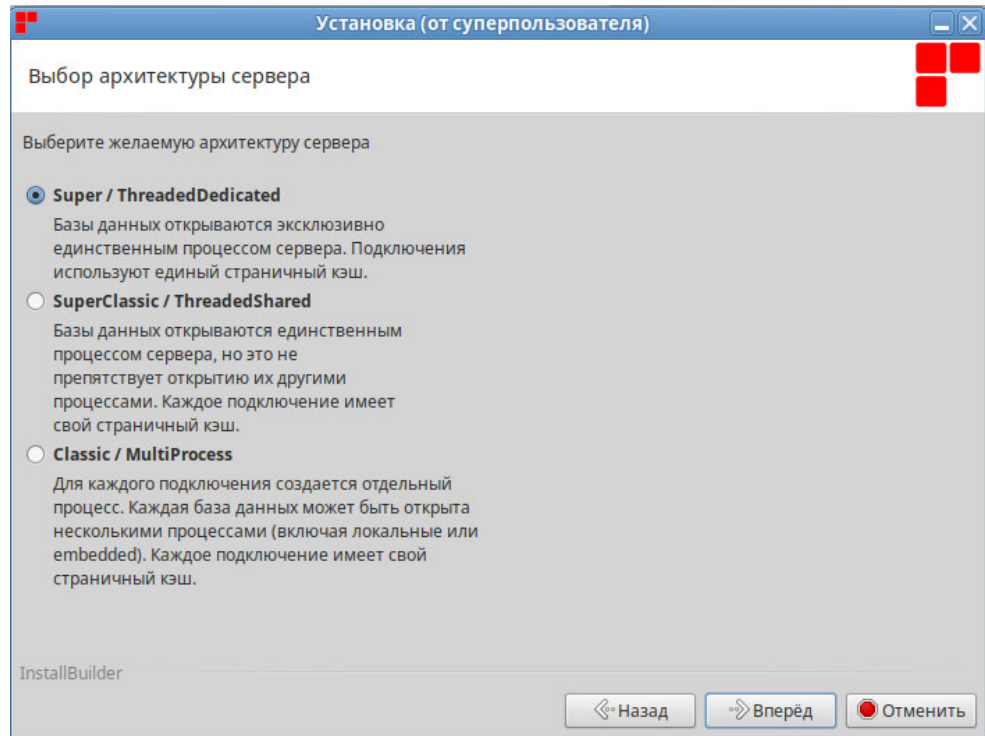 Установка (от суперпользователя)
Выбор архитектуры сервера
Выберите желаемую архитектуру сервера
Super / ThreadedDedicated
Базы данных открываются эксклюзивно
единственным процессом сервера. Подключения
используют единый страничный кэш.
SuperClassic / ThreadedShared
Базы данных открываются единственным
процессом сервера, но это не
препятствует открытию их другими
процессами. Каждое подключение имеет
свой страничный кэш.
Classic / MultiProcess
Для каждого подключения создается отдельный
процесс. Каждая база данных может быть открыта
несколькими процессами (включая локальные или
embedded). Каждое подключение имеет свой
страничный кэш.
InstallBuilder
Назад Вперёд Отменить